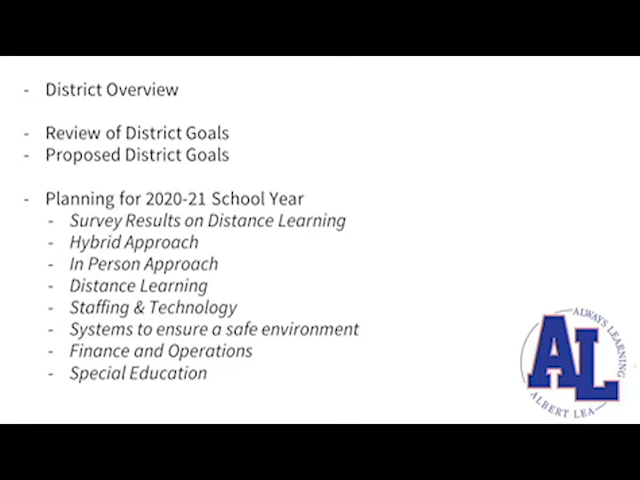 - District Overview
- Review of District Goals
- Proposed District Goals
- Planning for 2020-21 School Year
- Survey Results on Distance Learning
- Hybrid Approach
- In Person Approach
- Distance Learning
- Staffing & Technology
- Systems to ensure a safe environment
- Finance and Operations
- Special Education
ALWAYS LEARNING
AL
ALBERT LEA